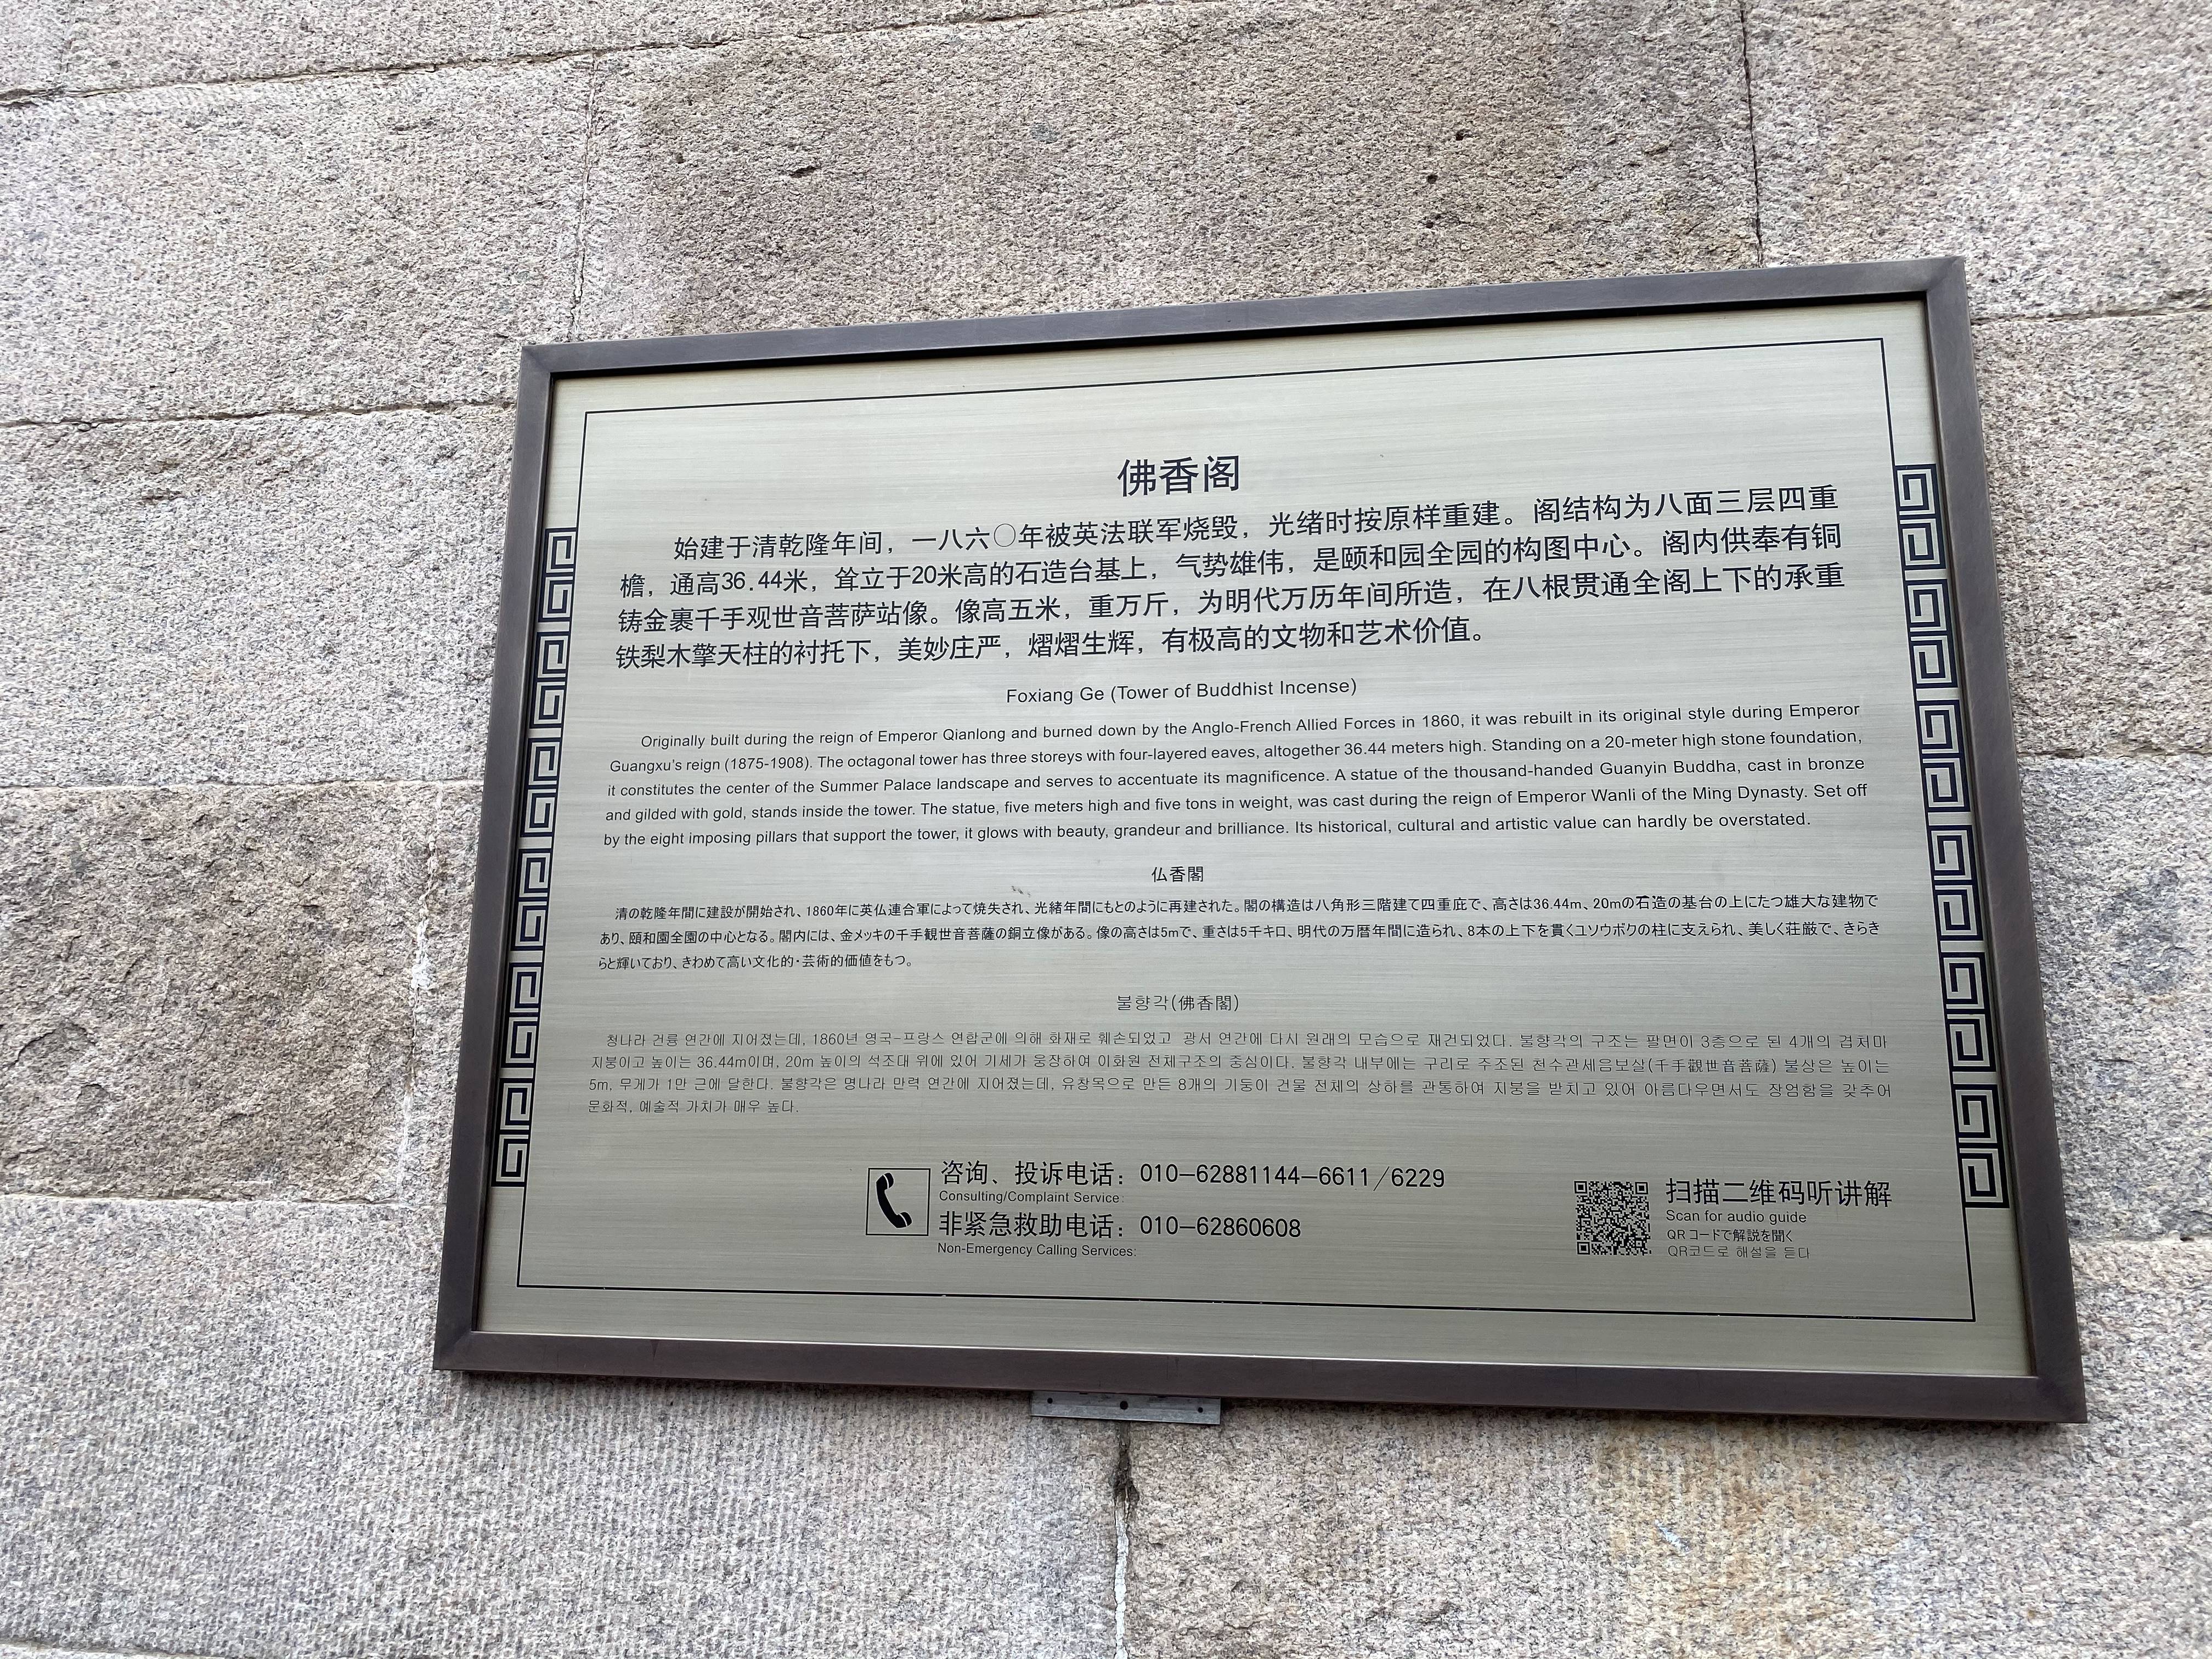 佛香阁
始建于清乾隆年间，一八六〇年被英法联军烧毁，光绪时按原样重建。阁结构为八面三层四重
檐，通高36.44米，耸立于20米高的石造台基上，气势雄伟，是颐和园全园的构图中心。阁内供奉有铜
铸金裹千手观世音菩萨站像。像高五米，重万斤，为明代万历年间所造，在八根贯通全阁上下的承重
铁梨木擎天柱的衬托下，美妙庄严，熠熠生辉，有极高的文物和艺术价值。
Foxiang Ge (Tower of Buddhist Incense)
Originally built during the reign of Emperor Qianlong and burned down by the Anglo-French Allied Forces in 1860, it was rebuilt in its original style during Emperor
Guangxu's reign (1875-1908). The octagonal tower has three storeys with four-layered eaves, altogether 36.44 meters high. Standing on a 20-meter high stone foundation,
it constitutes the center of the Summer Palace landscape and serves to accentuate its magnificence. A statue of the thousand-handed Guanyin Buddha, cast in bronze
and gilded with gold, stands inside the tower. The statue, five meters high and five tons in weight, was cast during the reign of Emperor Wanli of the Ming Dynasty. Set off
by the eight imposing pillars that support the tower, it glows with beauty, grandeur and brilliance. Its historical, cultural and artistic value can hardly be overstated.
仏香閣
清の乾隆年間に建設が開始され、1860年に英仏連合軍によって焼失され、光緒年間にもとのように再建された。閣の構造は八角形三階建て四重庇で、高さは36.44m、20mの石造の基台の上にたつ雄大な建物で
あり、頤和園全園の中心となる。閣内には、金メッキの千手観世音菩薩の銅立像がある。像の高さは5mで、重さは5千キロ、明代の万暦年間に造られ、8本の上下を貫くユソウボクの柱に支えられ、美しく荘厳で、きらき
らと輝いており、きわめて高い文化的・芸術的価値をもつ。
불향각(佛香閣)
청나라 건륭 연간에 지어졌는데, 1860년 영국-프랑스 연합군에 의해 화재로 훼손되었고 광서 연간에 다시 원래의 모습으로 재건되었다. 불향각의 구조는 팔면이 3층으로 된 4개의 겹처마
지붕이고 높이는 36.44m이며, 20m 높이의 석조대 위에 있어 기세가 웅장하여 이화원 전체구조의 중심이다. 불향각 내부에는 구리로 주조된 천수관세음보살(千手觀世音菩薩) 불상은 높이는
5m, 무게가 1만 근에 달한다. 불향각은 명나라 만력 연간에 지어졌는데, 유창목으로 만든 8개의 기둥이 건물 전체의 상하를 관통하여 지붕을 받치고 있어 아름다우면서도 장엄함을 갖추어
문화적, 예술적 가치가 매우 높다.
咨询、投诉电话：010-62881144-6611/6229
Consulting/Complaint Service:
非紧急救助电话：010-62860608
Non-Emergency Calling Services:
扫描二维码听讲解
Scan for audio guide
QRコードで解説を聞く
QR코드로 해설을 듣다